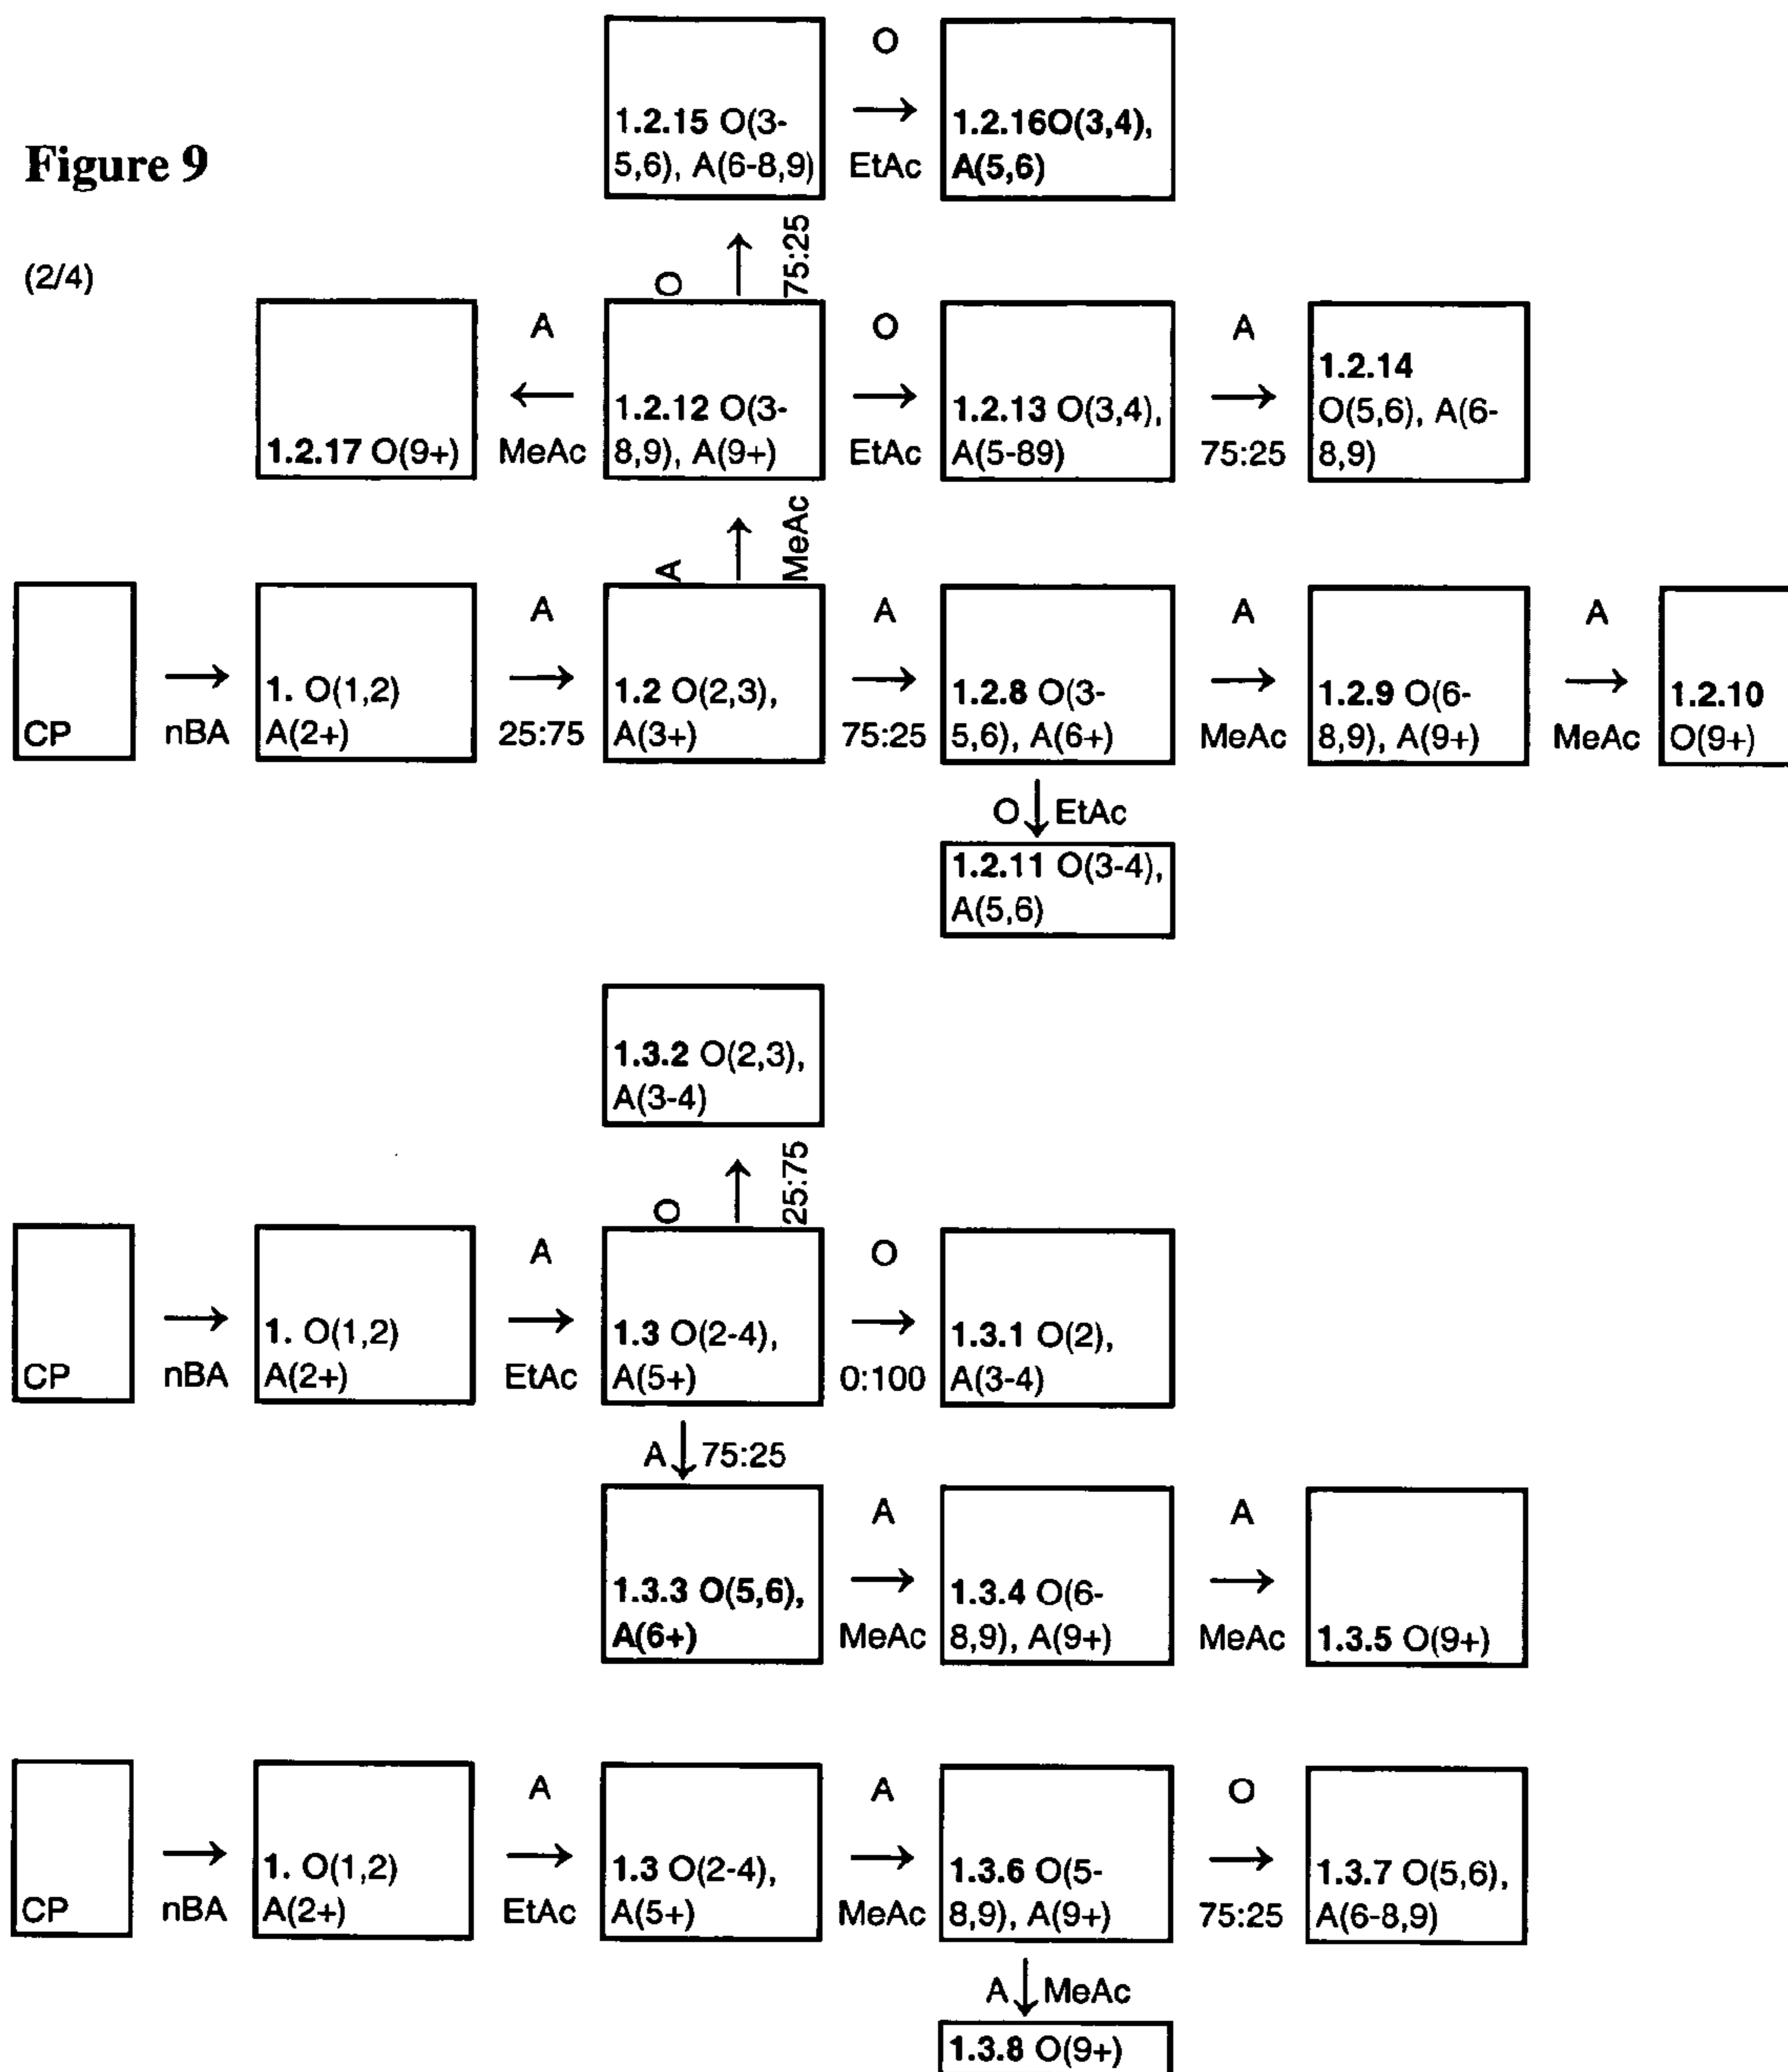 Figure 9
(2/4)
O
1.2.15 O(3-
5,6), A(6-8,9)
EtAc
1.2.16O(3,4),
A(5,6)
O
75:25
A
O
A
1.2.17 O(9+)
MeAc
1.2.12 O(3-
8,9), A(9+)
EtAc
1.2.13 O(3,4),
A(5-89)
75:25
1.2.14
O(5,6), A(6-
8,9)
A
MeAc
A
A
A
A
CP
nBA
1. O(1,2)
A(2+)
25:75
1.2 O(2,3),
A(3+)
75:25
1.2.8 O(3-
5,6), A(6+)
MeAc
1.2.9 O(6-
8,9), A(9+)
MeAc
1.2.10
O(9+)
O
EtAc
1.2.11 O(3-4),
A(5,6)
1.3.2 O(2,3),
A(3-4)
O
25:75
A
O
CP
nBA
1. O(1,2)
A(2+)
EtAc
1.3 O(2-4),
A(5+)
0:100
1.3.1 O(2),
A(3-4)
A
75:25
A
A
1.3.3 O(5,6),
A(6+)
MeAc
1.3.4 O(6-
8,9), A(9+)
MeAc
1.3.5 O(9+)
A
A
O
CP
nBA
1. O(1,2)
A(2+)
EtAc
1.3 O(2-4),
A(5+)
MeAc
1.3.6 O(5-
8,9), A(9+)
75:25
1.3.7 O(5,6),
A(6-8,9)
A
MeAc
1.3.8 O(9+)